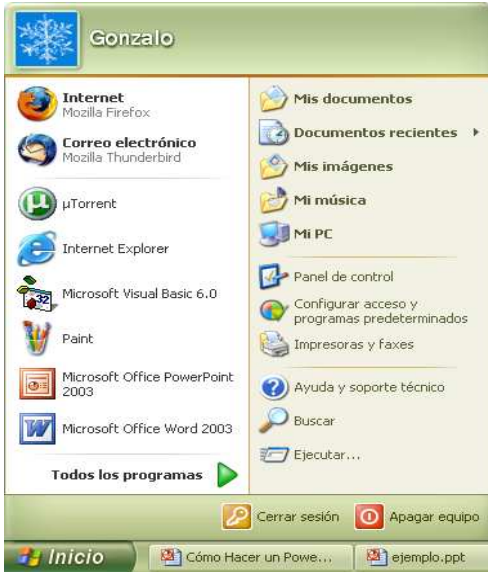 Gonzalo
Internet
Mozilla Firefox
Correo electrónico
Mozilla Thunderbird
µTorrent
Internet Explorer
Microsoft Visual Basic 6.0
Paint
Microsoft Office PowerPoint
2003
Microsoft Office Word 2003
Todos los programas
Mis documentos
Documentos recientes
Mis imágenes
Mi música
Mi PC
Panel de control
Configurar acceso y
programas predeterminados
Impresoras y faxes
Ayuda y soporte técnico
Buscar
Ejecutar...
Cerrar sesión
Apagar equipo
Inicio
Cómo Hacer un Powe...
ejemplo.ppt